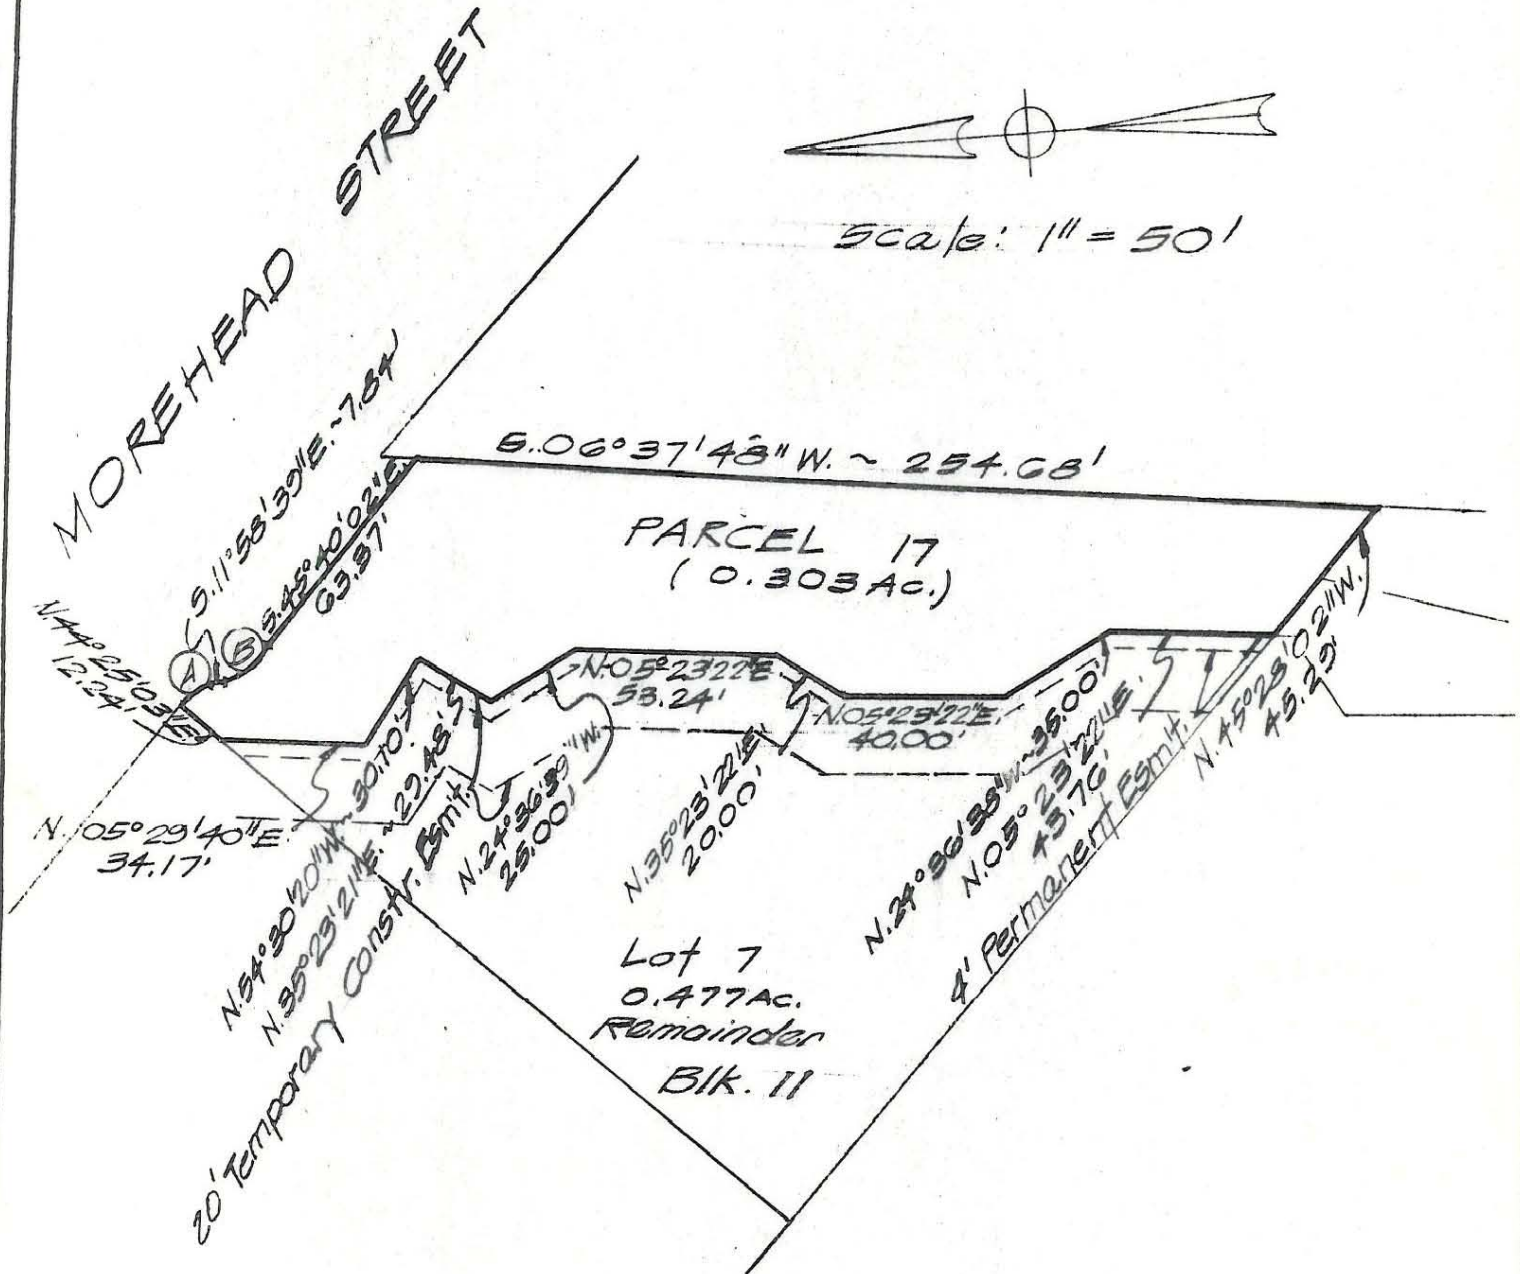 MOREHEAD STREET
Scale: 1" = 50'
S.11°58'39"E.~7.84'
S.06°37'48"W. ~ 254.68'
S.45°40'02"E.
63.37'
PARCEL 17
(0.303 Ac.)
A
B
N.44°25'03"E
12.24'
N.05°23'22"E
53.24'
N.05°23'22"E.
40.00'
N.45°28'02"W.
45.29'
N.05°29'40"E.
34.17'
N.54°30'20"W.~30.10'
N.35°23'21"E.~29.48'
20' Temporary Constr. Esmt.
N.24°36'39"W.
25.00'
N.35°23'22"E.
20.00'
N.24°36'38"W.~35.00'
N.05°23'22"E.
43.76'
4' Permanent Esmt.
Lot 7
0.477Ac.
Remainder
Blk. 11